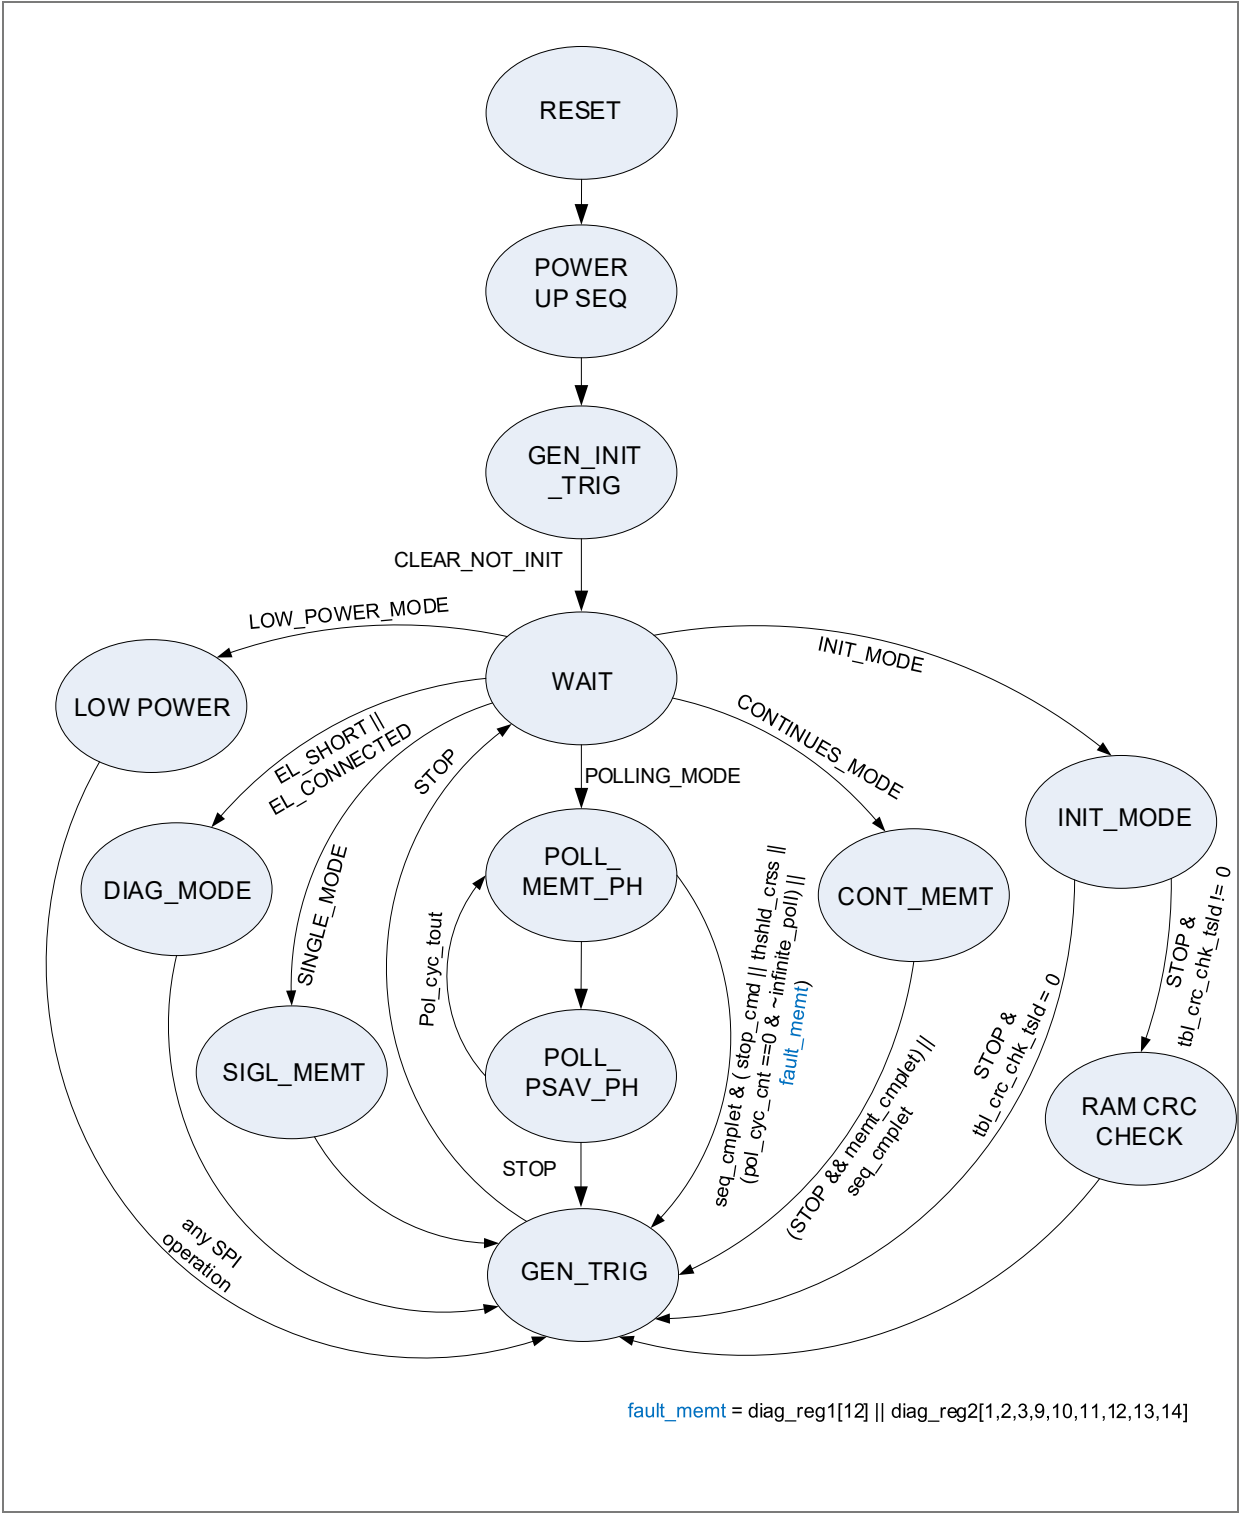 RESET
POWER
UP SEQ
GEN_INIT
_TRIG
CLEAR_NOT_INIT
LOW_POWER_MODE
INIT_MODE
WAIT
LOW POWER
EL_SHORT ||
EL_CONNECTED
STOP
POLLING_MODE
CONTINUES_MODE
INIT_MODE
POLL_
MEMT_PH
DIAG_MODE
CONT_MEMT
SINGLE_MODE
Pol_cyc_tout
seq_cmplet & ( stop_cmd || thshld_crss ||
(pol_cyc_cnt ==0 & ~infinite_poll) ||
fault_memt)
STOP &
tbl_crc_chk_tsld != 0
STOP &
tbl_crc_chk_tsld = 0
SIGL_MEMT
POLL_
PSAV_PH
RAM CRC
CHECK
(STOP && memt_cmplet) ||
seq_cmplet
STOP
any SPI
operation
GEN_TRIG
fault_memt = diag_reg1[12] || diag_reg2[1,2,3,9,10,11,12,13,14]